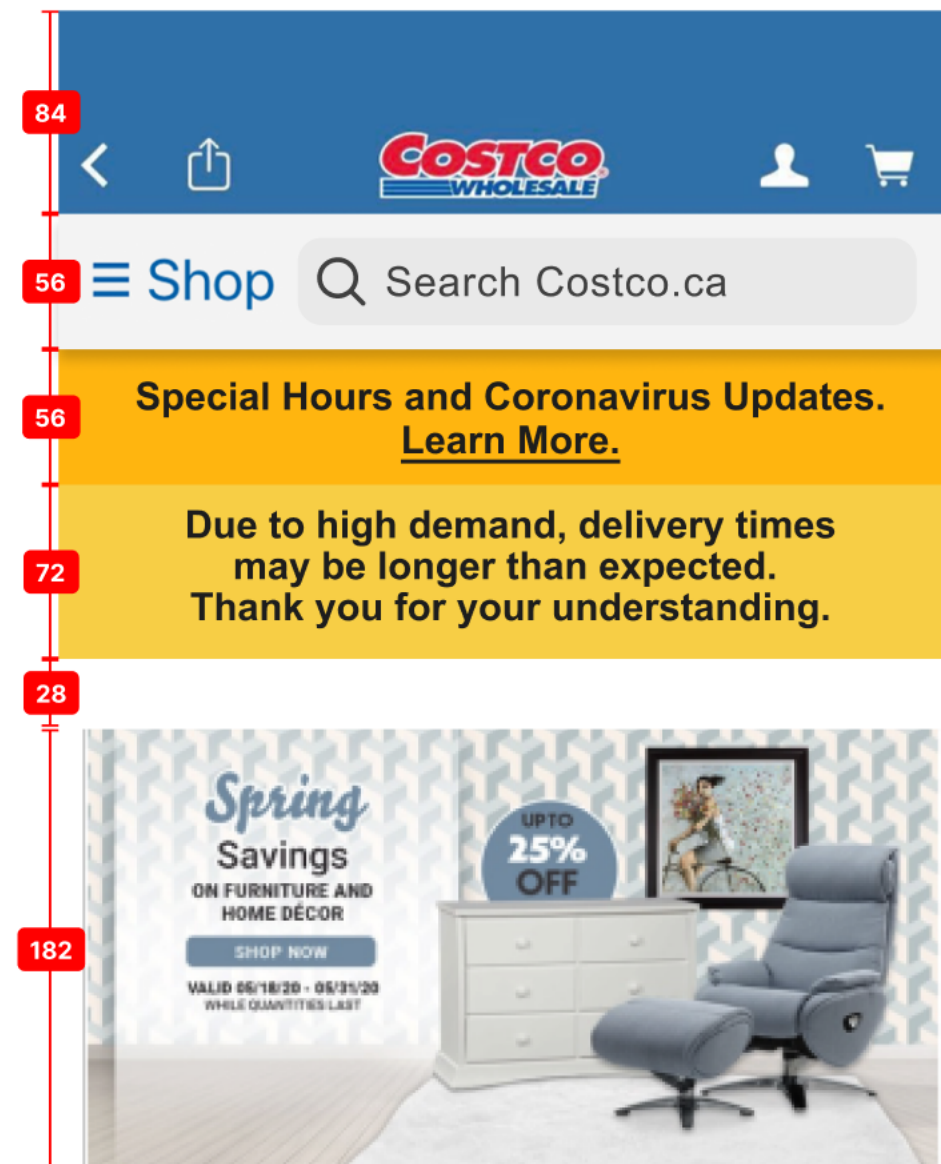 84
COSTCO
WHOLESALE
56
Shop
Search Costco.ca
56
Special Hours and Coronavirus Updates.
Learn More.
72
Due to high demand, delivery times
may be longer than expected.
Thank you for your understanding.
28
Spring
Savings
ON FURNITURE AND
HOME DÉCOR
SHOP NOW
VALID 05/18/20 - 05/31/20
WHILE QUANTITIES LAST
UP TO
25%
OFF
182